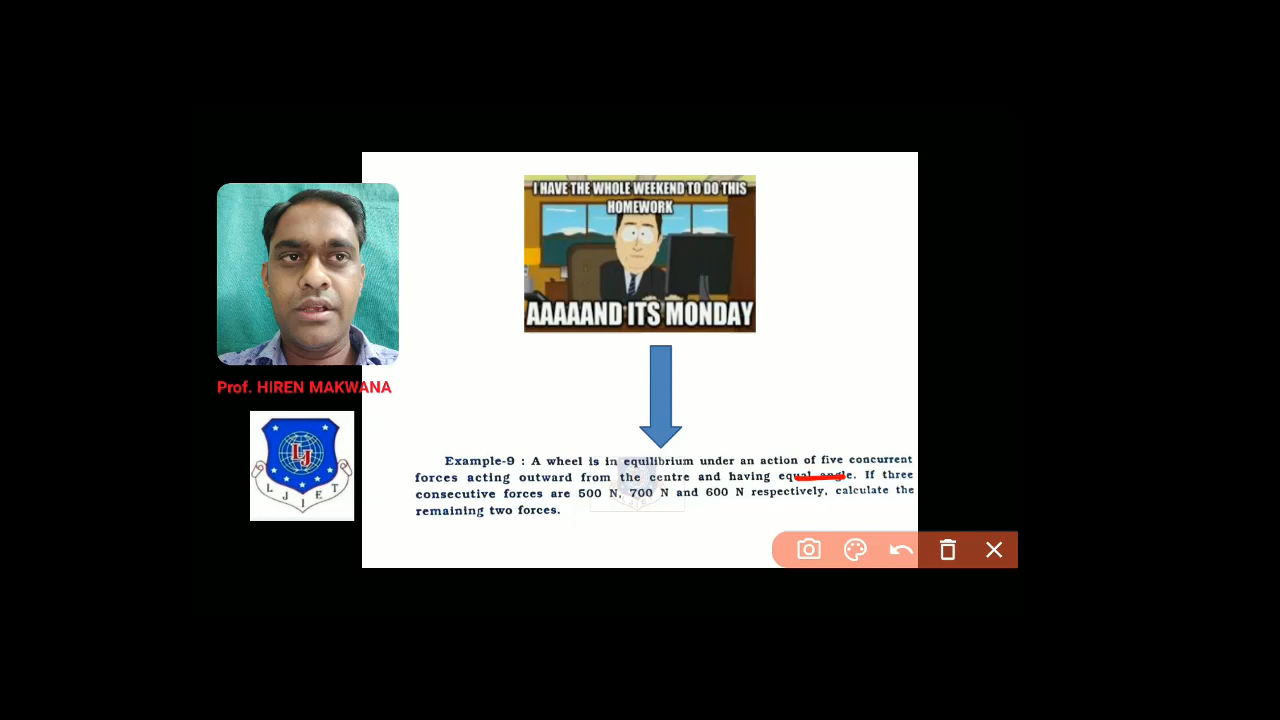 I HAVE THE WHOLE WEEKEND TO DO THIS
HOMEWORK
AAAAAND ITS MONDAY
Prof. HIREN MAKWANA
LJ
L J I E T
Example-9 : A wheel is in equilibrium under an action of five concurrent
forces acting outward from the centre and having equal angle. If three
consecutive forces are 500 N, 700 N and 600 N respectively, calculate the
remaining two forces.